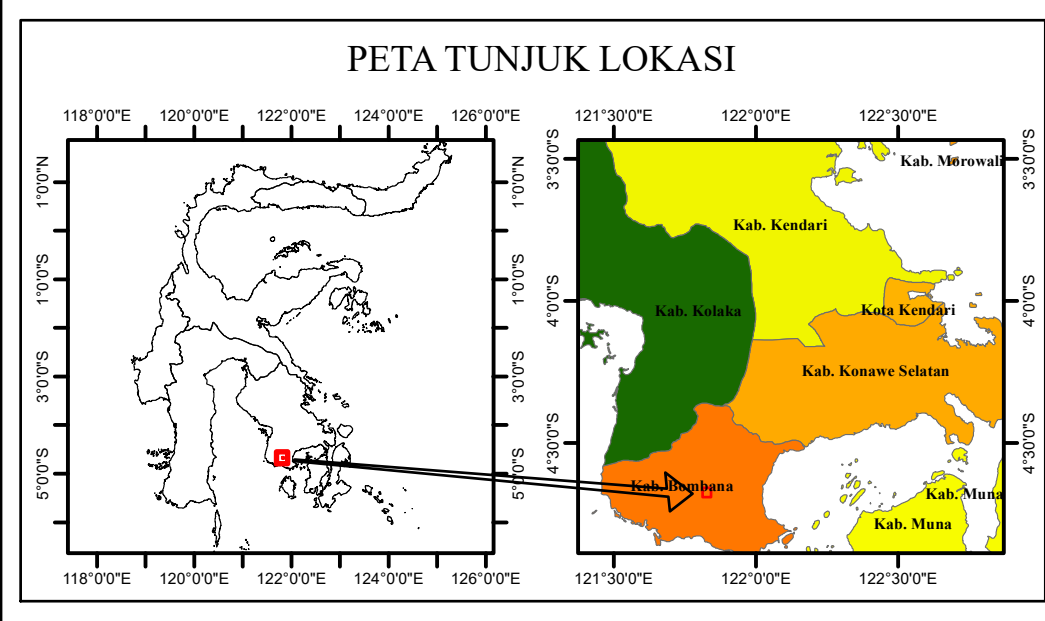 PETA TUNJUK LOKASI
118°0'0"E 120°0'0"E 122°0'0"E 124°0'0"E 126°0'0"E
1°0'0"N 1°0'0"N
1°0'0"S 1°0'0"S
3°0'0"S 3°0'0"S
5°0'0"S 5°0'0"S
118°0'0"E 120°0'0"E 122°0'0"E 124°0'0"E 126°0'0"E
121°30'0"E 122°0'0"E 122°30'0"E
3°30'0"S 3°30'0"S
Kab. Morowali
Kab. Kendari
4°0'0"S 4°0'0"S
Kab. Kolaka
Kota Kendari
Kab. Konawe Selatan
4°30'0"S 4°30'0"S
Kab. Bombana
Kab. Muna
Kab. Muna
121°30'0"E 122°0'0"E 122°30'0"E